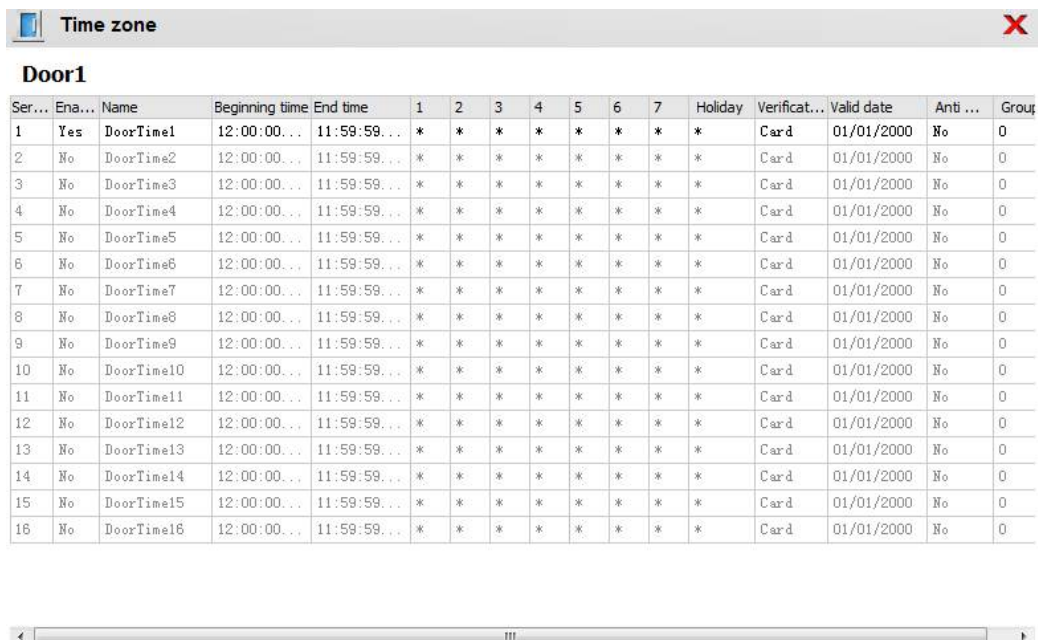 Time zone
Door1
Ser... Ena... Name Beginning tiime End time 1 2 3 4 5 6 7 Holiday Verificat... Valid date Anti ... Group
1 Yes DoorTime1 12:00:00... 11:59:59... * * * * * * * * Card 01/01/2000 No 0
2 No DoorTime2 12:00:00... 11:59:59... * * * * * * * * Card 01/01/2000 No 0
3 No DoorTime3 12:00:00... 11:59:59... * * * * * * * * Card 01/01/2000 No 0
4 No DoorTime4 12:00:00... 11:59:59... * * * * * * * * Card 01/01/2000 No 0
5 No DoorTime5 12:00:00... 11:59:59... * * * * * * * * Card 01/01/2000 No 0
6 No DoorTime6 12:00:00... 11:59:59... * * * * * * * * Card 01/01/2000 No 0
7 No DoorTime7 12:00:00... 11:59:59... * * * * * * * * Card 01/01/2000 No 0
8 No DoorTime8 12:00:00... 11:59:59... * * * * * * * * Card 01/01/2000 No 0
9 No DoorTime9 12:00:00... 11:59:59... * * * * * * * * Card 01/01/2000 No 0
10 No DoorTime10 12:00:00... 11:59:59... * * * * * * * * Card 01/01/2000 No 0
11 No DoorTime11 12:00:00... 11:59:59... * * * * * * * * Card 01/01/2000 No 0
12 No DoorTime12 12:00:00... 11:59:59... * * * * * * * * Card 01/01/2000 No 0
13 No DoorTime13 12:00:00... 11:59:59... * * * * * * * * Card 01/01/2000 No 0
14 No DoorTime14 12:00:00... 11:59:59... * * * * * * * * Card 01/01/2000 No 0
15 No DoorTime15 12:00:00... 11:59:59... * * * * * * * * Card 01/01/2000 No 0
16 No DoorTime16 12:00:00... 11:59:59... * * * * * * * * Card 01/01/2000 No 0